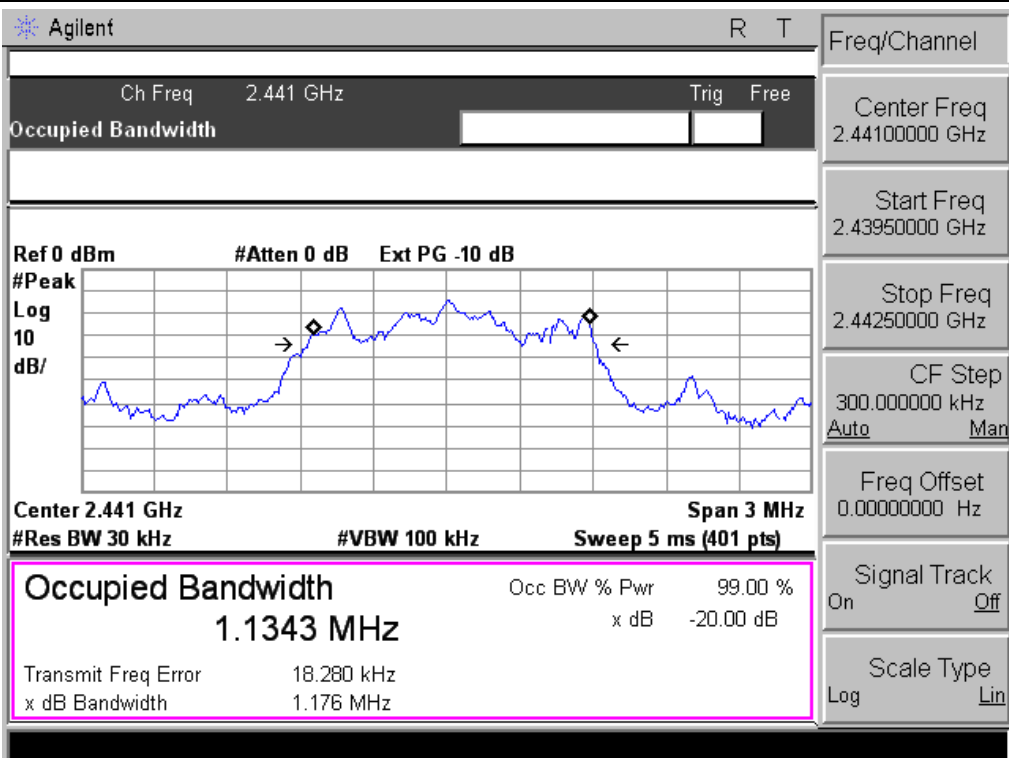 Agilent R T
Ch Freq 2.441 GHz Trig Free
Occupied Bandwidth
Ref 0 dBm #Atten 0 dB Ext PG -10 dB
#Peak
Log
10
dB/
Center 2.441 GHz Span 3 MHz
#Res BW 30 kHz #VBW 100 kHz Sweep 5 ms (401 pts)
Occupied Bandwidth Occ BW % Pwr 99.00 %
1.1343 MHz x dB -20.00 dB
Transmit Freq Error 18.280 kHz
x dB Bandwidth 1.176 MHz
Freq/Channel
Center Freq
2.44100000 GHz
Start Freq
2.43950000 GHz
Stop Freq
2.44250000 GHz
CF Step
300.000000 kHz
Auto Man
Freq Offset
0.00000000 Hz
Signal Track
On Off
Scale Type
Log Lin